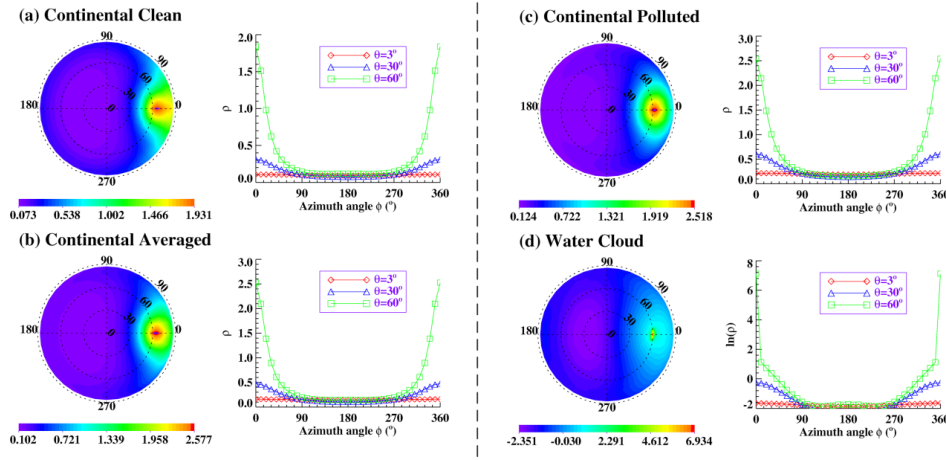 (a) Continental Clean
90
90
60
30
0
180
0
270
0.073 0.538 1.002 1.466 1.931
2.0
1.5
1.0
0.5
0.0
ρ
θ=3°
θ=30°
θ=60°
0 90 180 270 360
Azimuth angle ϕ (°)
(b) Continental Averaged
90
90
60
30
0
180
0
270
0.102 0.721 1.339 1.958 2.577
3.0
2.5
2.0
1.5
1.0
0.5
0.0
ρ
θ=3°
θ=30°
θ=60°
0 90 180 270 360
Azimuth angle ϕ (°)
(c) Continental Polluted
90
90
60
30
0
180
0
270
0.124 0.722 1.321 1.919 2.518
3.0
2.5
2.0
1.5
1.0
0.5
0.0
ρ
θ=3°
θ=30°
θ=60°
0 90 180 270 360
Azimuth angle ϕ (°)
(d) Water Cloud
90
90
60
30
0
180
0
270
-2.351 -0.030 2.291 4.612 6.934
8
6
4
2
0
-2
ln(ρ)
θ=3°
θ=30°
θ=60°
0 90 180 270 360
Azimuth angle ϕ (°)